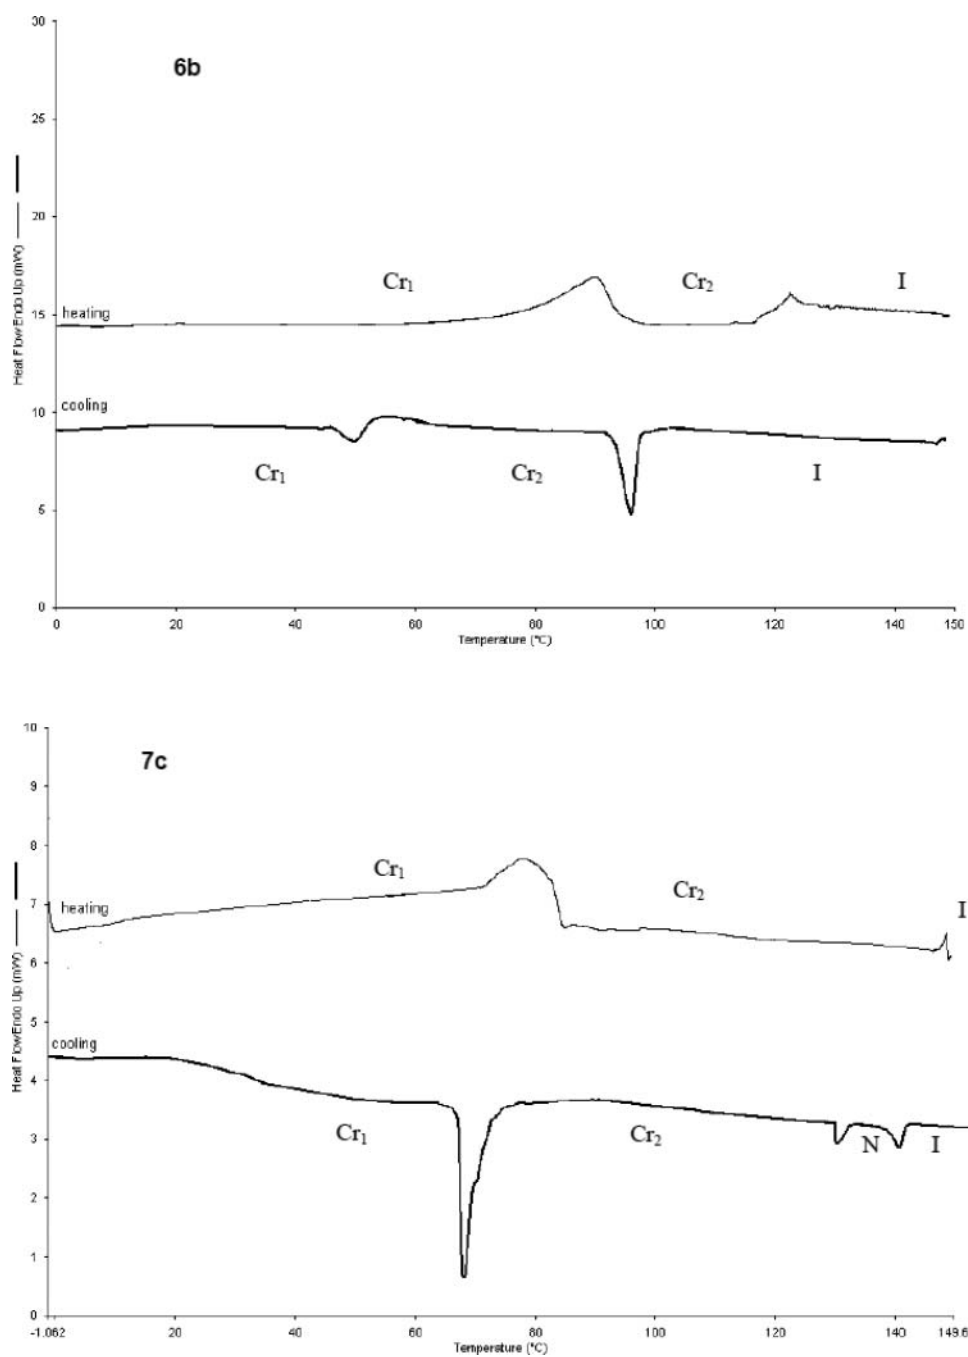 30
6b
25
20
15
10
5
0
Heat Flow Endo Up (mW)
Cr₁ Cr₂ I
heating
cooling
Cr₁ Cr₂ I
0 20 40 60 80 100 120 140 150
Temperature (°C)
10
7c
9
8
7
6
5
4
3
2
1
0
Heat Flow Endo Up (mW)
Cr₁ Cr₂ I
heating
cooling
Cr₁ Cr₂ N I
-1.062 20 40 60 80 100 120 140 149.6
Temperature (°C)